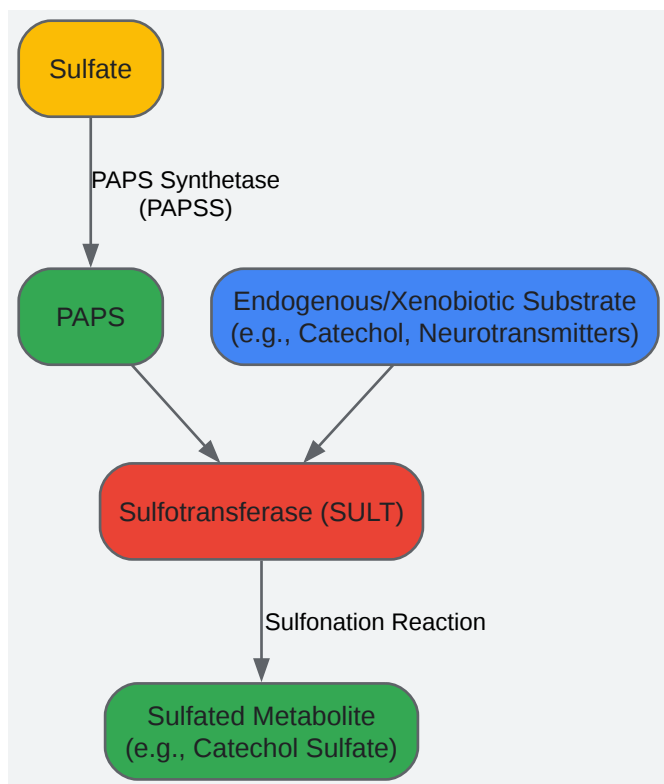 Sulfate
PAPS Synthetase
(PAPSS)
PAPS
Endogenous/Xenobiotic Substrate
(e.g., Catechol, Neurotransmitters)
Sulfotransferase (SULT)
Sulfonation Reaction
Sulfated Metabolite
(e.g., Catechol Sulfate)